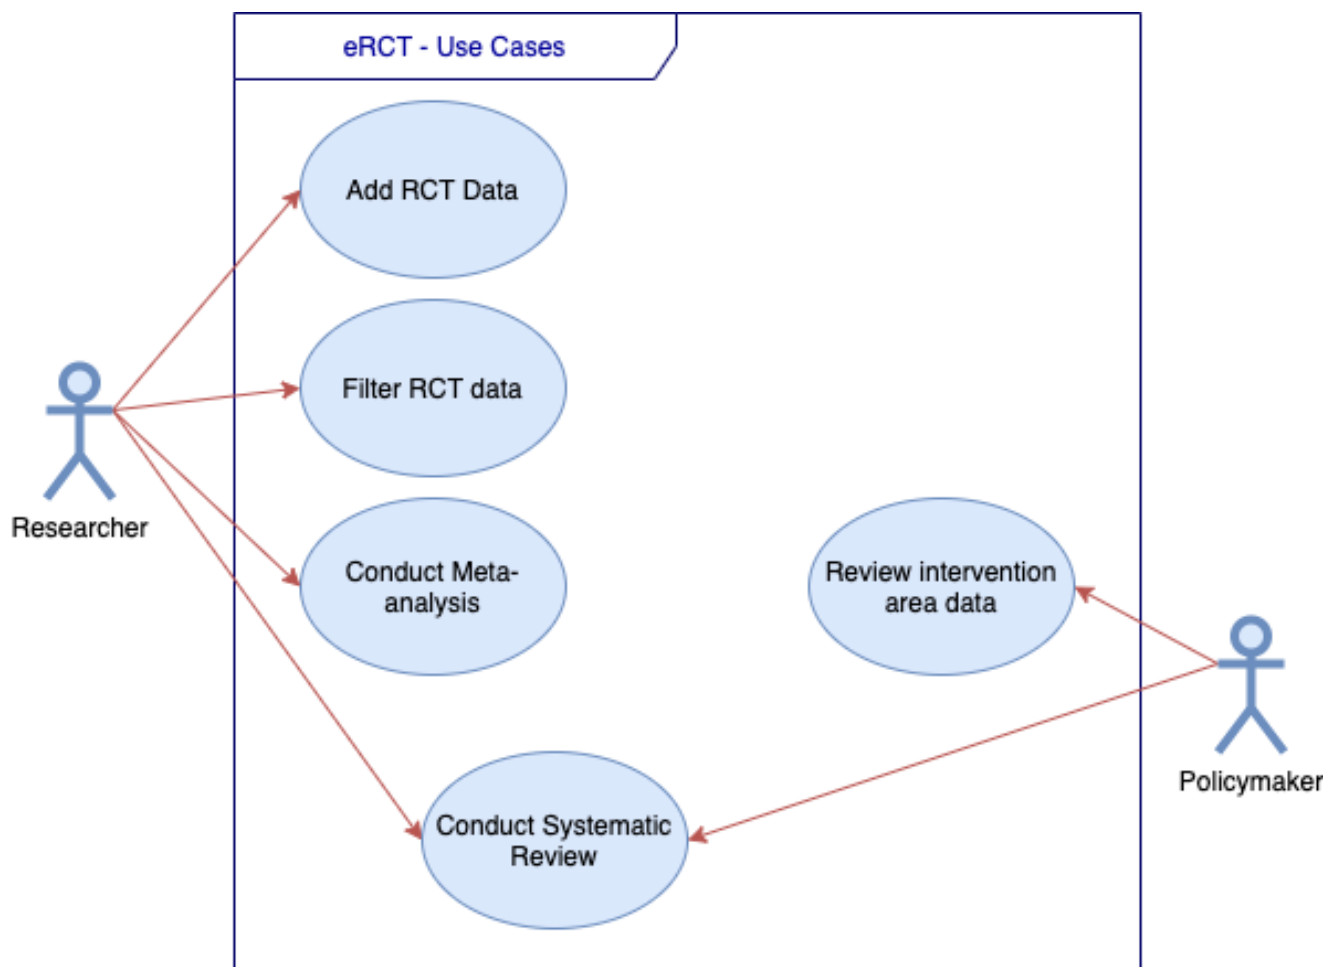 eRCT - Use Cases
Add RCT Data
Filter RCT data
Researcher
Conduct Meta-
analysis
Review intervention
area data
Policymaker
Conduct Systematic
Review